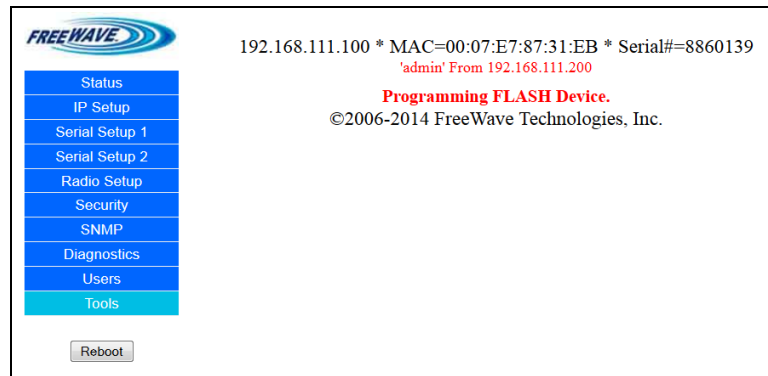 FREEWAVE
Status
IP Setup
Serial Setup 1
Serial Setup 2
Radio Setup
Security
SNMP
Diagnostics
Users
Tools
Reboot
192.168.111.100 * MAC=00:07:E7:87:31:EB * Serial#=8860139
'admin' From 192.168.111.200
Programming FLASH Device.
©2006-2014 FreeWave Technologies, Inc.